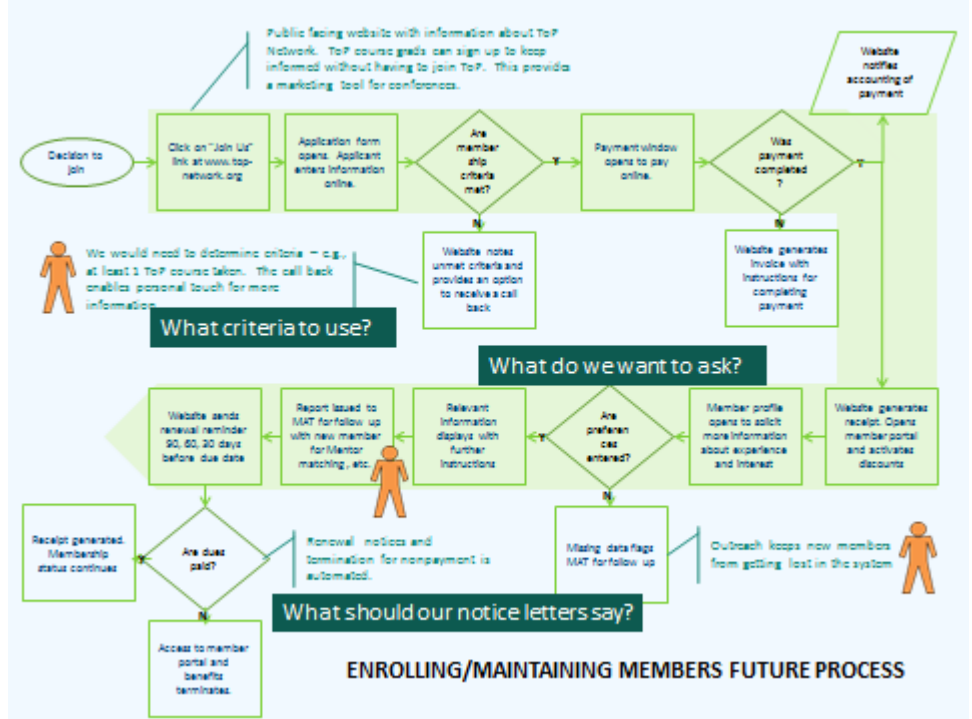 Public facing website with information about ToP
Network. ToP course grads can sign up to keep
informed without having to join ToP. This provides
a marketing tool for conferences.
Website
notifies
accounting of
payment
Decision to
join
Click on "Join Us"
link at www.top-
network.org
Application form
opens. Applicant
enters information
online.
Are
member
ship
criteria
met?
Y
Payment window
opens to pay
online.
Was
payment
completed
?
Y
N
N
We would need to determine criteria – e.g.,
at least 1 ToP course taken. The call back
enables personal touch for more
information.
Website notes
unmet criteria and
provides an option
to receive a call
back
Website generates
invoice with
instructions for
completing
payment
What criteria to use?
What do we want to ask?
Website sends
renewal reminder
90, 60, 30 days
before due date
Report issued to
MAT for follow up
with new member
for Mentor
matching, etc.
Relevant
information
displays with
further
instructions
Y
Are
preferen
ces
entered?
Member profile
opens to solicit
more information
about experience
and interest
Website generates
receipt. Opens
member portal
and activates
discounts
N
Receipt generated.
Membership
status continues
Y
Are dues
paid?
Renewal notices and
termination for nonpayment is
automated.
Missing data flags
MAT for follow up
Outreach keeps new members
from getting lost in the system
What should our notice letters say?
N
Access to member
portal and
benefits
terminates.
ENROLLING/MAINTAINING MEMBERS FUTURE PROCESS